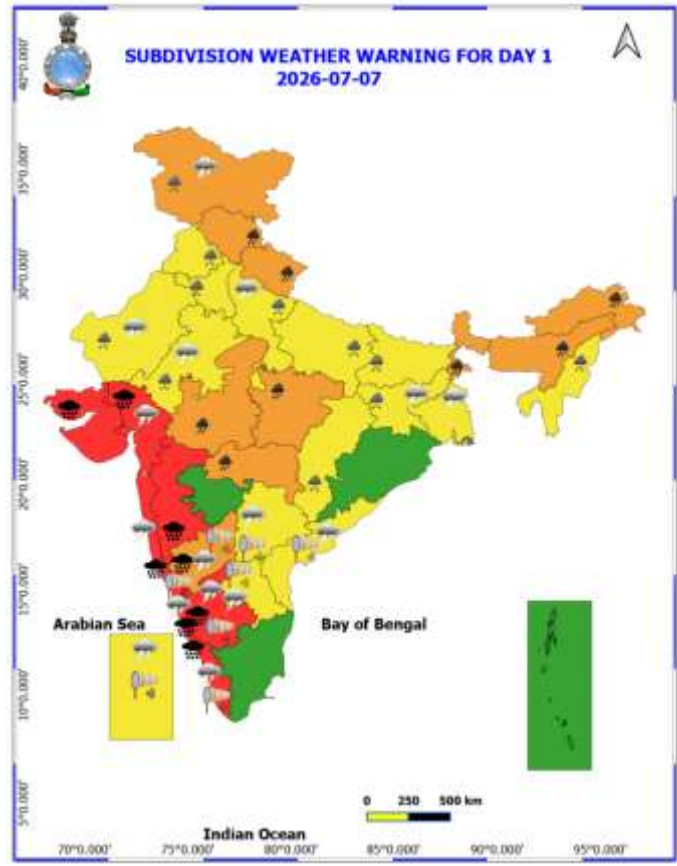 SUBDIVISION WEATHER WARNING FOR DAY 1
2026-07-07
40°0.000'
35°0.000'
30°0.000'
25°0.000'
20°0.000'
15°0.000'
10°0.000'
5°0.000'
Arabian Sea
Bay of Bengal
0 250 500 km
Indian Ocean
70°0.000' 75°0.000' 80°0.000' 85°0.000' 90°0.000' 95°0.000'